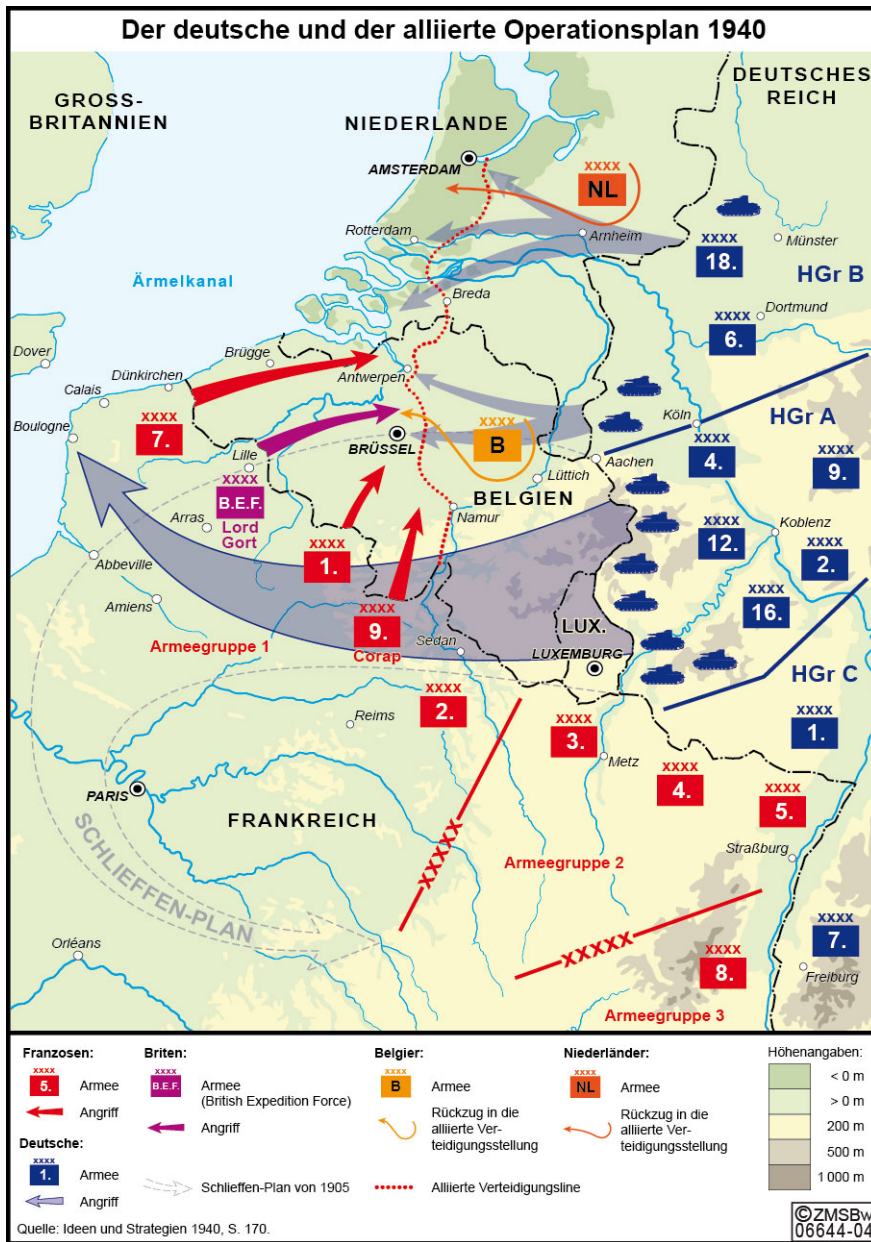 Der deutsche und der alliierte Operationsplan 1940
GROSS-
BRITANNIEN
NIEDERLANDE
DEUTSCHES
REICH
AMSTERDAM
XXXX
NL
Rotterdam
Arnheim
XXXX
18.
Münster
HGr B
Ärmelkanal
Breda
XXXX
6.
Dortmund
Dover
Calais
Dünkirchen
Brügge
Antwerpen
Boulogne
XXXX
7.
Lille
BRÜSSEL
XXXX
B
Köln
HGr A
XXXX
4.
XXXX
9.
Aachen
Lüttich
BELGIEN
XXXX
B.E.F.
Lord
Gort
Arras
Namur
XXXX
12.
Koblenz
XXXX
2.
Abbeville
XXXX
1.
Amiens
XXXX
16.
Armeegruppe 1
XXXX
9.
Corap
Sedan
LUX.
LUXEMBURG
HGr C
XXXX
2.
Reims
XXXX
3.
Metz
XXXX
1.
XXXX
4.
XXXX
5.
PARIS
FRANKREICH
XXXXX
Armeegruppe 2
Straßburg
SCHLIEFFEN-PLAN
Orléans
XXXXX
XXXX
8.
XXXX
7.
Freiburg
Armeegruppe 3
Franzosen:
XXXX
5.
Armee
Angriff
Deutsche:
XXXX
1.
Armee
Angriff
Briten:
XXXX
B.E.F.
Armee
(British Expedition Force)
Angriff
Schlieffen-Plan von 1905
Belgier:
XXXX
B
Armee
Rückzug in die
alliierte Ver-
teidigungsstellung
Alliierte Verteidigungsline
Niederländer:
XXXX
NL
Armee
Rückzug in die
alliierte Ver-
teidigungsstellung
Höhenangaben:
< 0 m
> 0 m
200 m
500 m
1 000 m
Quelle: Ideen und Strategien 1940, S. 170.
©ZMSBw
06644-04